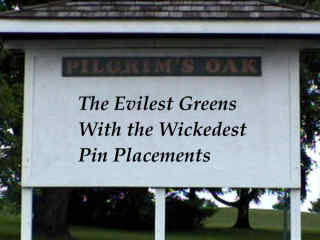 PILGRIM'S OAK
The Evilest Greens
With the Wickedest
Pin Placements